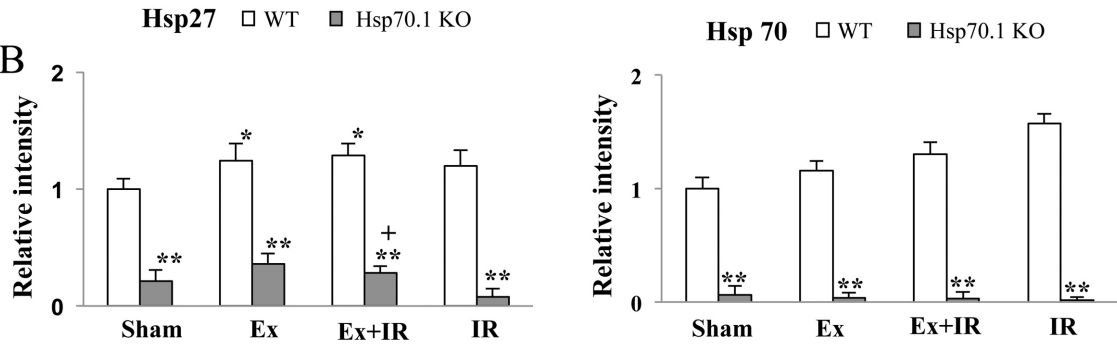 Hsp27 WT Hsp70.1 KO
B
Relative intensity
2
1
0
*
*
**
**
+
**
**
Sham Ex Ex+IR IR
Hsp 70 WT Hsp70.1 KO
Relative intensity
2
1
0
**
**
**
**
Sham Ex Ex+IR IR